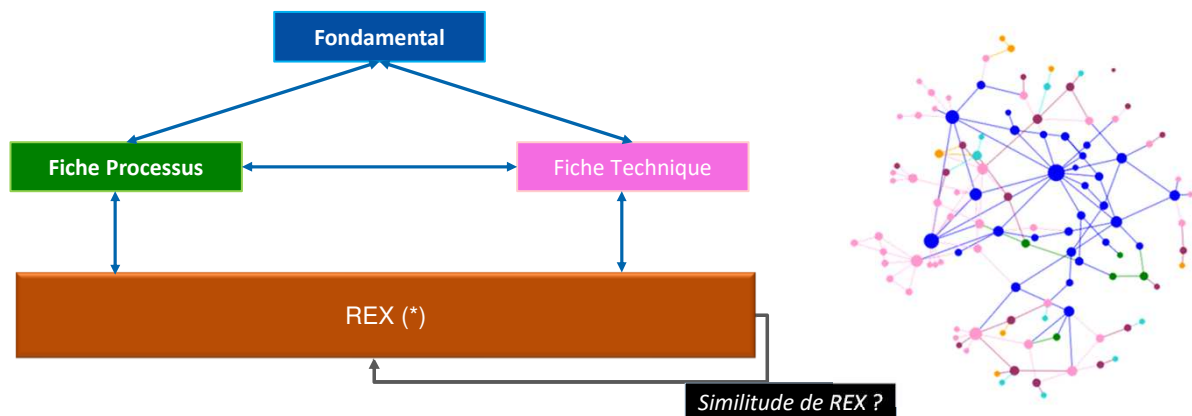 Fondamental
Fiche Processus
Fiche Technique
REX (*)
Similitude de REX ?